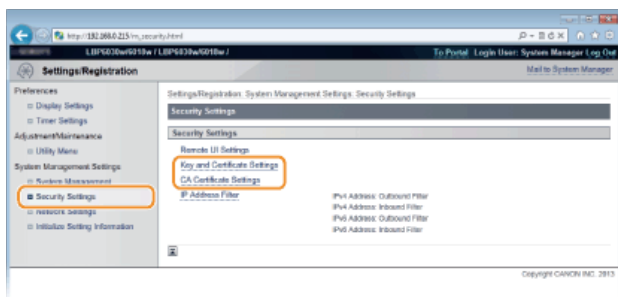 http://192.168.0.215/m_security.html
LBP6030w/6018w / LBP6030w/6018w /
To Portal Login User: System Manager Log Out
Settings/Registration
Mail to System Manager
Preferences
Display Settings
Timer Settings
Adjustment/Maintenance
Utility Menu
System Management Settings
System Management
Security Settings
Network Settings
Initialize Setting Information
Settings/Registration: System Management Settings: Security Settings
Security Settings
Security Settings
Remote UI Settings
Key and Certificate Settings
CA Certificate Settings
IP Address Filter
IPv4 Address: Outbound Filter
IPv4 Address: Inbound Filter
IPv6 Address: Outbound Filter
IPv6 Address: Inbound Filter
Copyright CANON INC. 2013